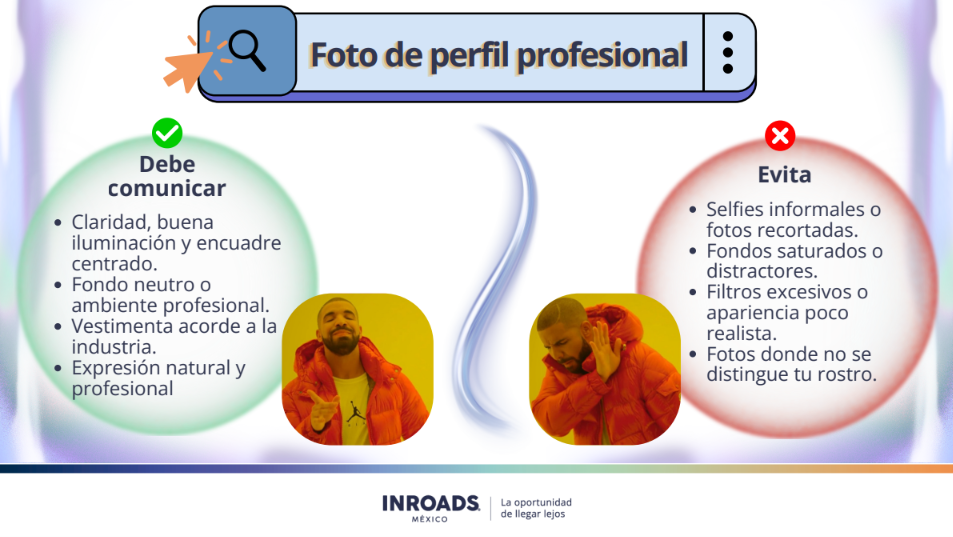 Foto de perfil profesional
Debe
comunicar
• Claridad, buena
iluminación y encuadre
centrado.
• Fondo neutro o
ambiente profesional.
• Vestimenta acorde a la
industria.
• Expresión natural y
profesional
Evita
• Selfies informales o
fotos recortadas.
• Fondos saturados o
distractores.
• Filtros excesivos o
apariencia poco
realista.
• Fotos donde no se
distingue tu rostro.
INROADS
MÉXICO
La oportunidad
de llegar lejos